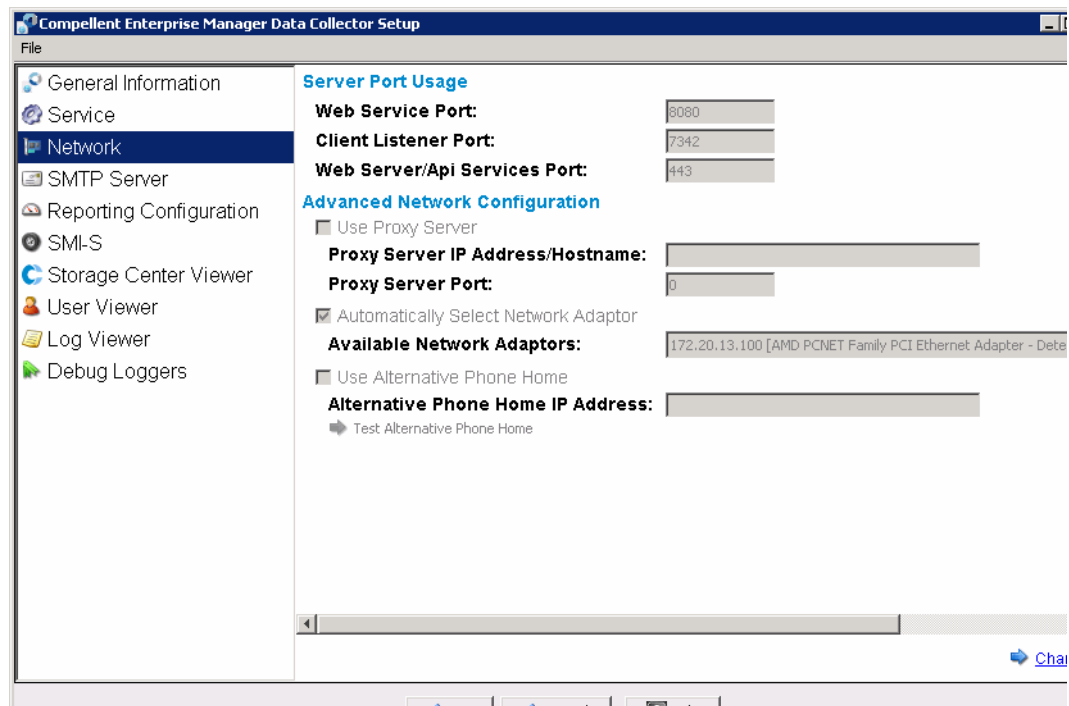 Compellent Enterprise Manager Data Collector Setup
File
General Information
Service
Network
SMTP Server
Reporting Configuration
SMI-S
Storage Center Viewer
User Viewer
Log Viewer
Debug Loggers
Server Port Usage
Web Service Port: 8080
Client Listener Port: 7342
Web Server/Api Services Port: 443
Advanced Network Configuration
Use Proxy Server
Proxy Server IP Address/Hostname:
Proxy Server Port: 0
Automatically Select Network Adaptor
Available Network Adaptors: 172.20.13.100 [AMD PCNET Family PCI Ethernet Adapter - Dete
Use Alternative Phone Home
Alternative Phone Home IP Address:
Test Alternative Phone Home
Char